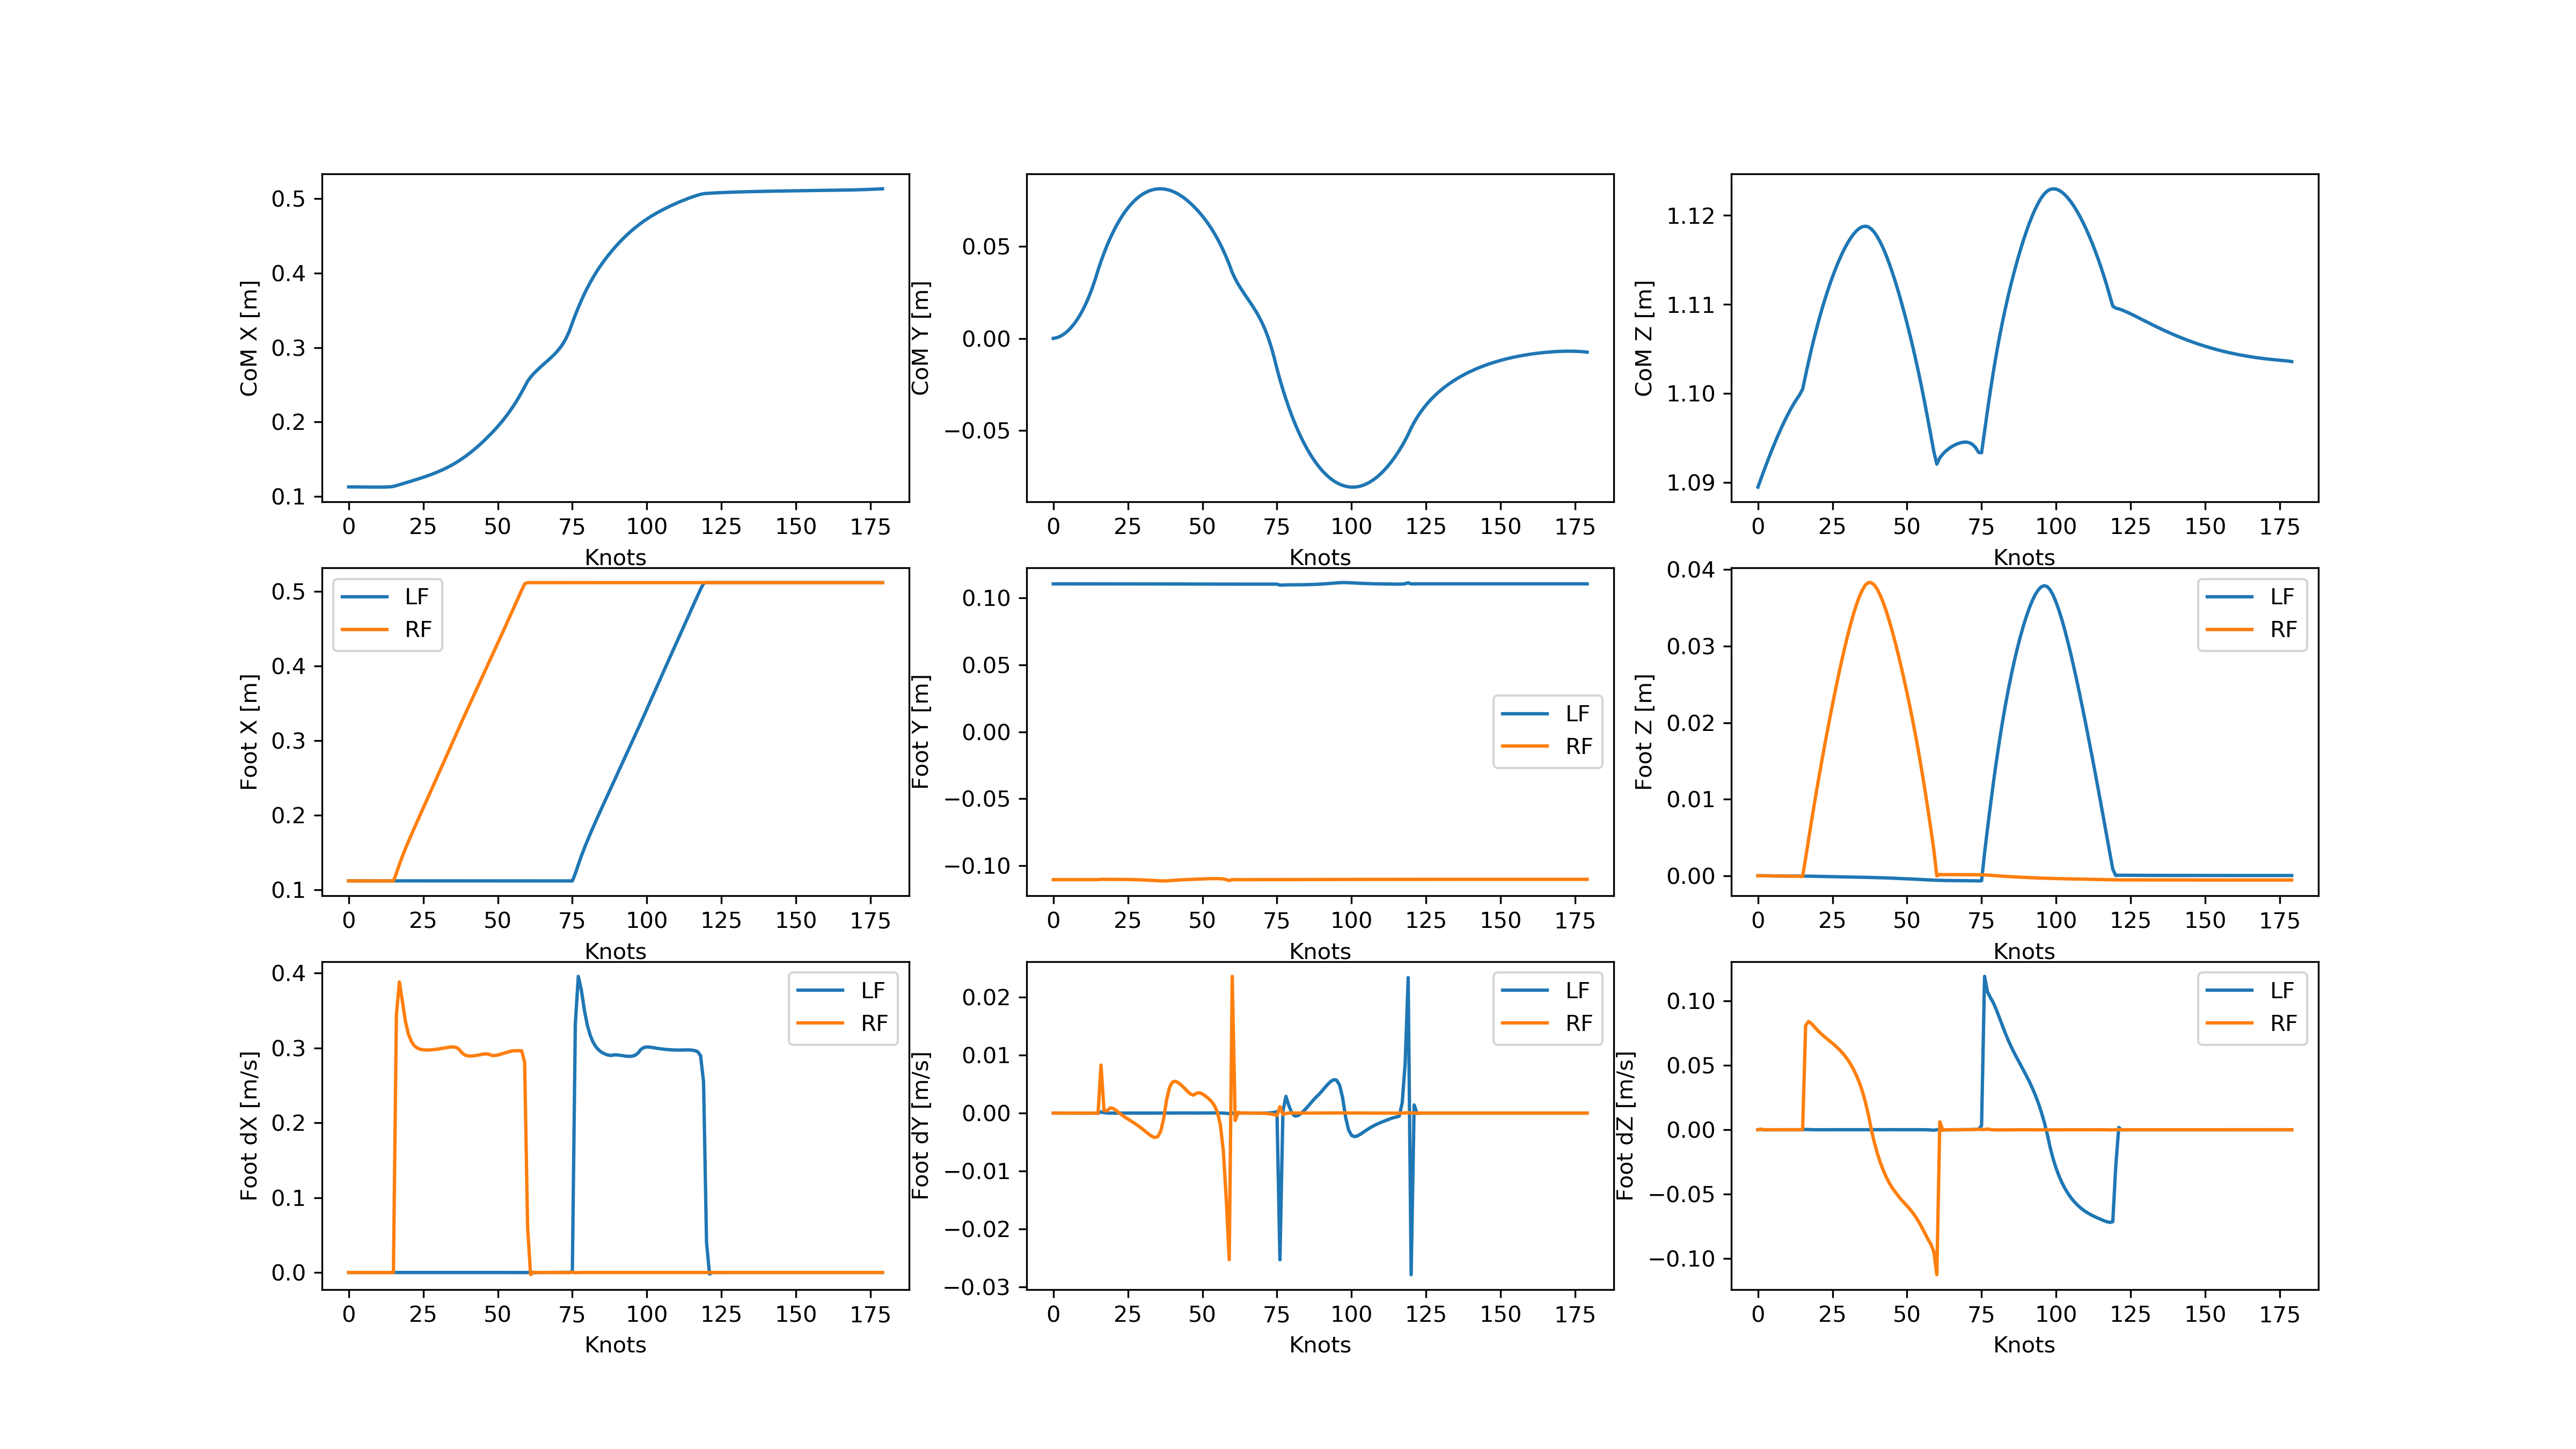 CoM X [m]
0.5
0.4
0.3
0.2
0.1
0 25 50 75 100 125 150 175
Knots
CoM Y [m]
0.05
0.00
−0.05
0 25 50 75 100 125 150 175
Knots
CoM Z [m]
1.12
1.11
1.10
1.09
0 25 50 75 100 125 150 175
Knots
Foot X [m]
0.5
0.4
0.3
0.2
0.1
LF
RF
0 25 50 75 100 125 150 175
Knots
Foot Y [m]
0.10
0.05
0.00
−0.05
−0.10
LF
RF
0 25 50 75 100 125 150 175
Knots
Foot Z [m]
0.04
0.03
0.02
0.01
0.00
LF
RF
0 25 50 75 100 125 150 175
Knots
Foot dX [m/s]
0.4
0.3
0.2
0.1
0.0
LF
RF
0 25 50 75 100 125 150 175
Knots
Foot dY [m/s]
0.02
0.01
0.00
−0.01
−0.02
−0.03
LF
RF
0 25 50 75 100 125 150 175
Knots
Foot dZ [m/s]
0.10
0.05
0.00
−0.05
−0.10
LF
RF
0 25 50 75 100 125 150 175
Knots